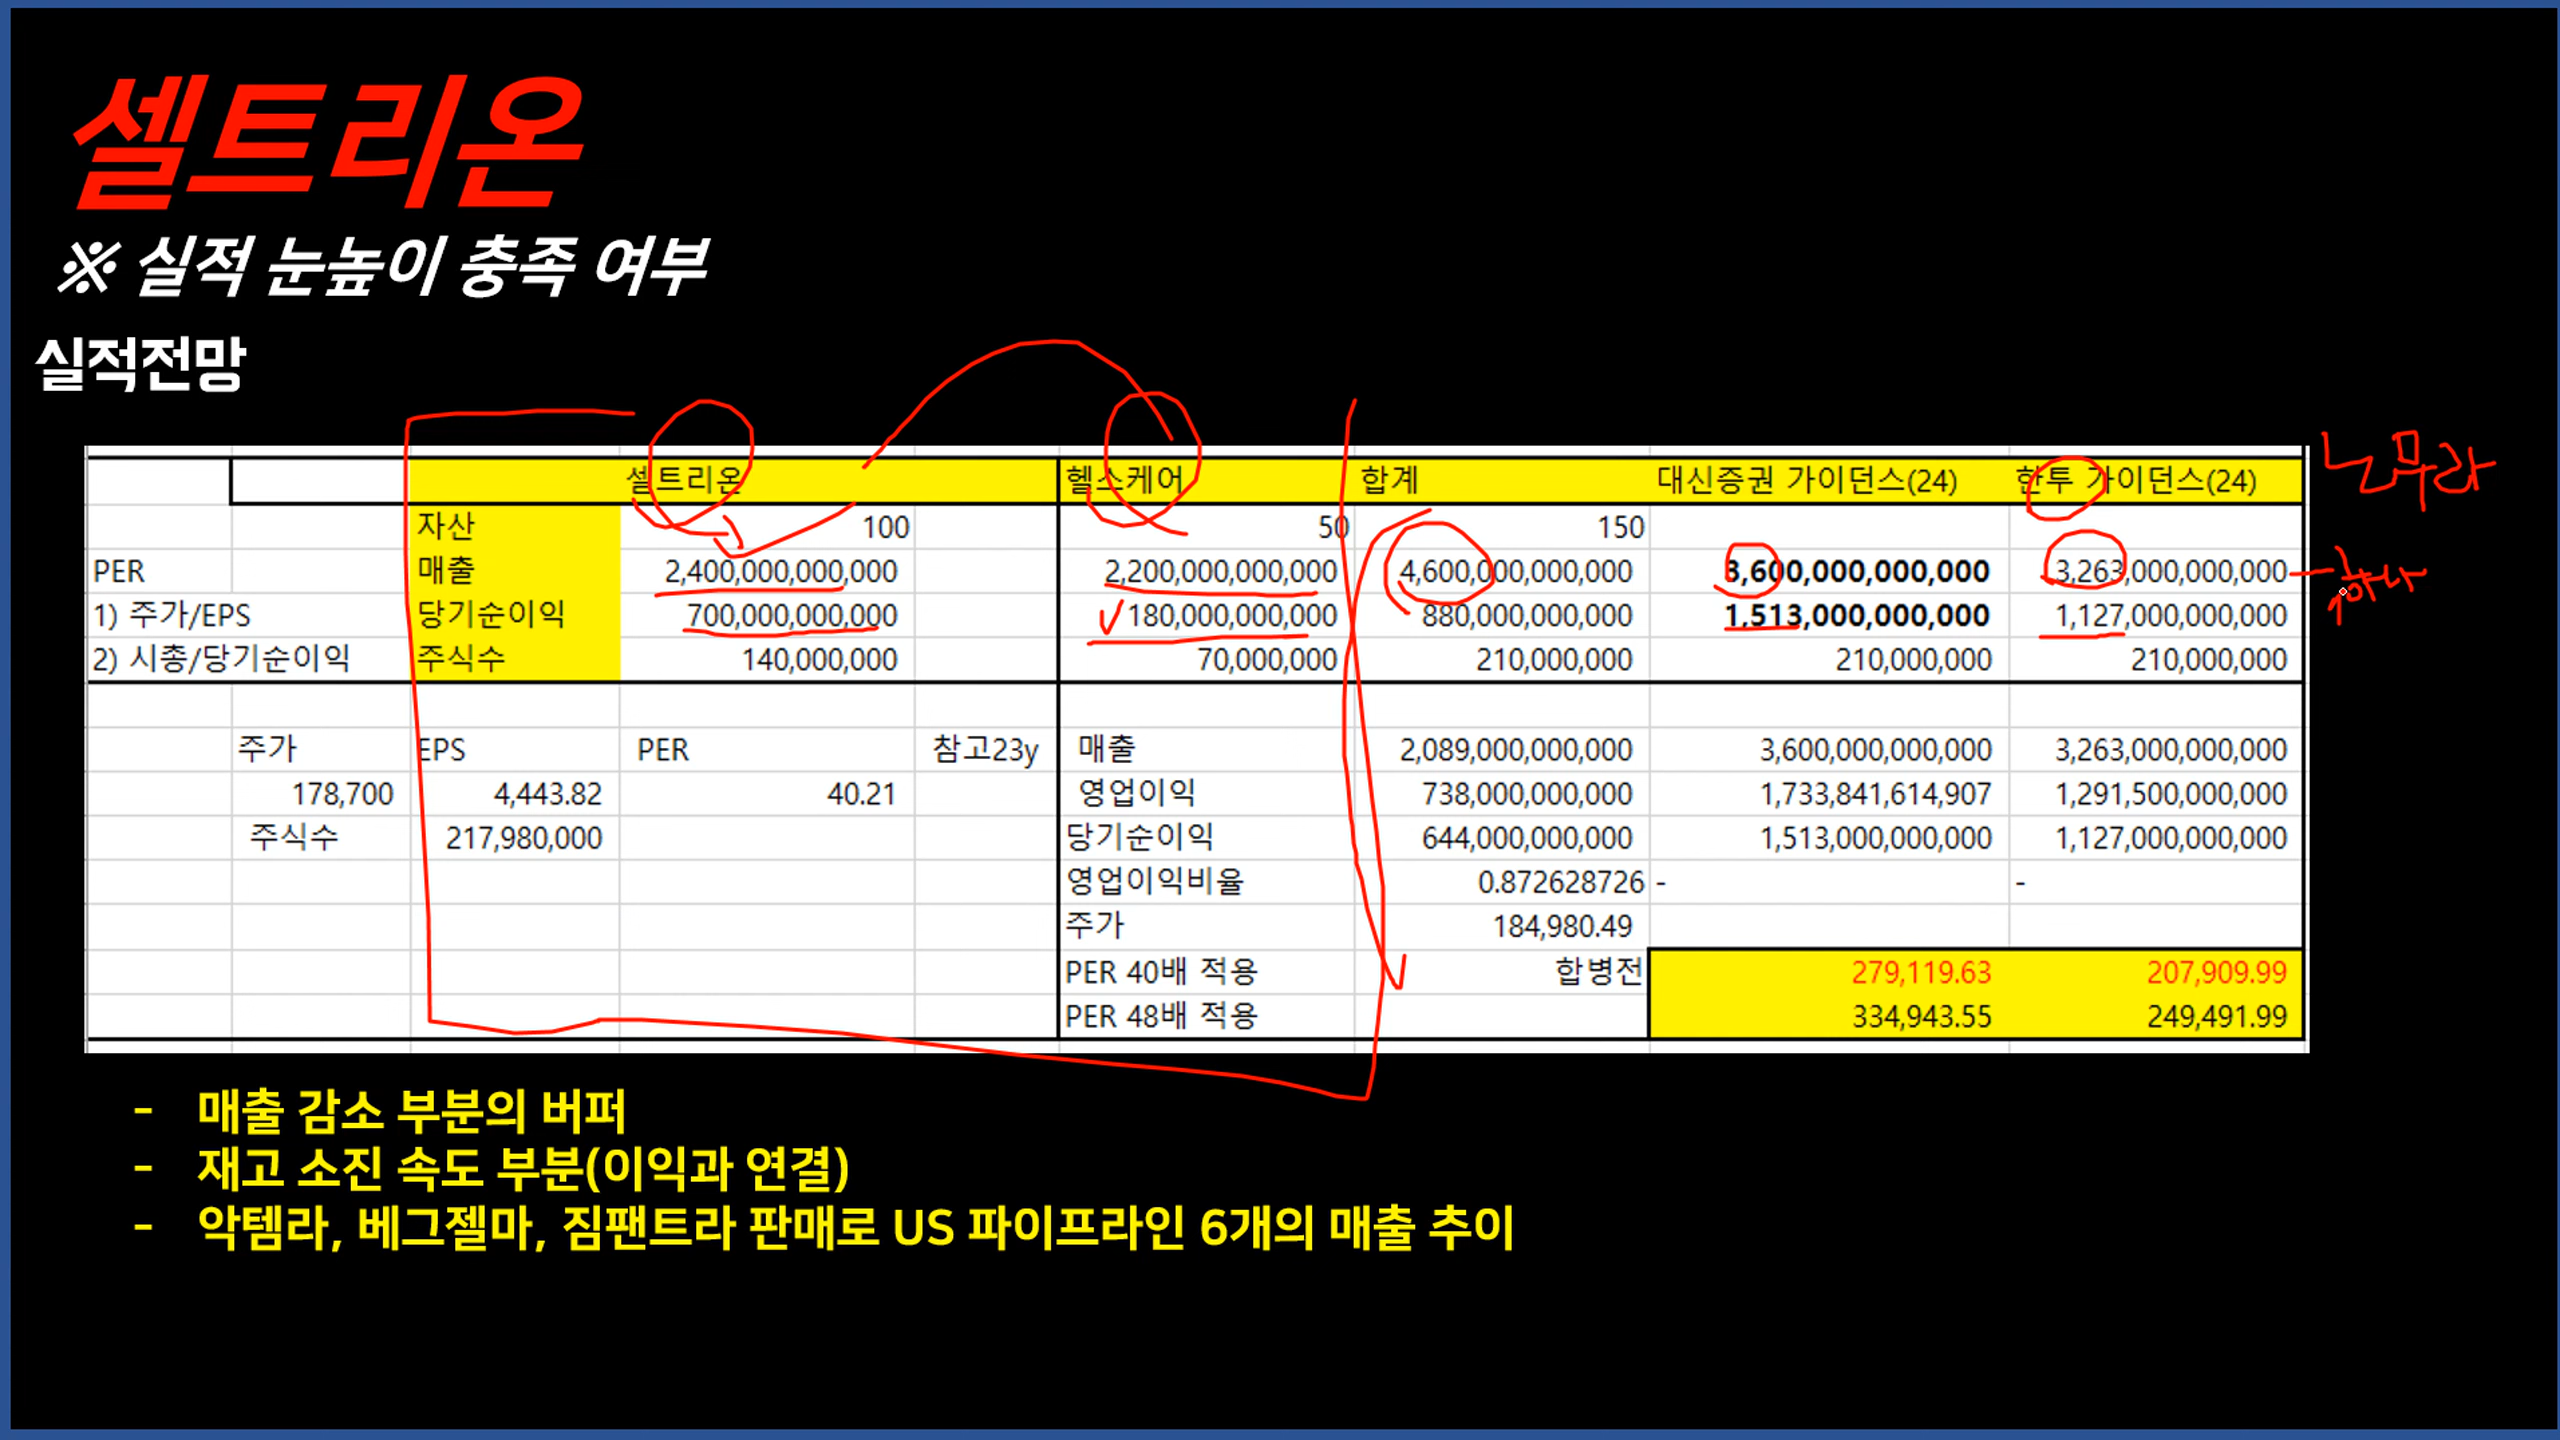 셀트리온
※ 실적 눈높이 충족 여부
실적전망
셀트리온 헬스케어 합계 대신증권 가이던스(24) 한투 가이던스(24) 노무라
자산 100 50 150
PER 매출 2,400,000,000,000 2,200,000,000,000 4,600,000,000,000 3,600,000,000,000 3,263,000,000,000 하나
1) 주가/EPS 당기순이익 700,000,000,000 180,000,000,000 880,000,000,000 1,513,000,000,000 1,127,000,000,000
2) 시총/당기순이익 주식수 140,000,000 70,000,000 210,000,000 210,000,000 210,000,000
주가 EPS PER 참고23y 매출 2,089,000,000,000 3,600,000,000,000 3,263,000,000,000
178,700 4,443.82 40.21 영업이익 738,000,000,000 1,733,841,614,907 1,291,500,000,000
주식수 217,980,000 당기순이익 644,000,000,000 1,513,000,000,000 1,127,000,000,000
영업이익비율 0.872628726 - -
주가 184,980.49
PER 40배 적용 합병전 279,119.63 207,909.99
PER 48배 적용 334,943.55 249,491.99
- 매출 감소 부분의 버퍼
- 재고 소진 속도 부분(이익과 연결)
- 악템라, 베그젤마, 짐팬트라 판매로 US 파이프라인 6개의 매출 추이